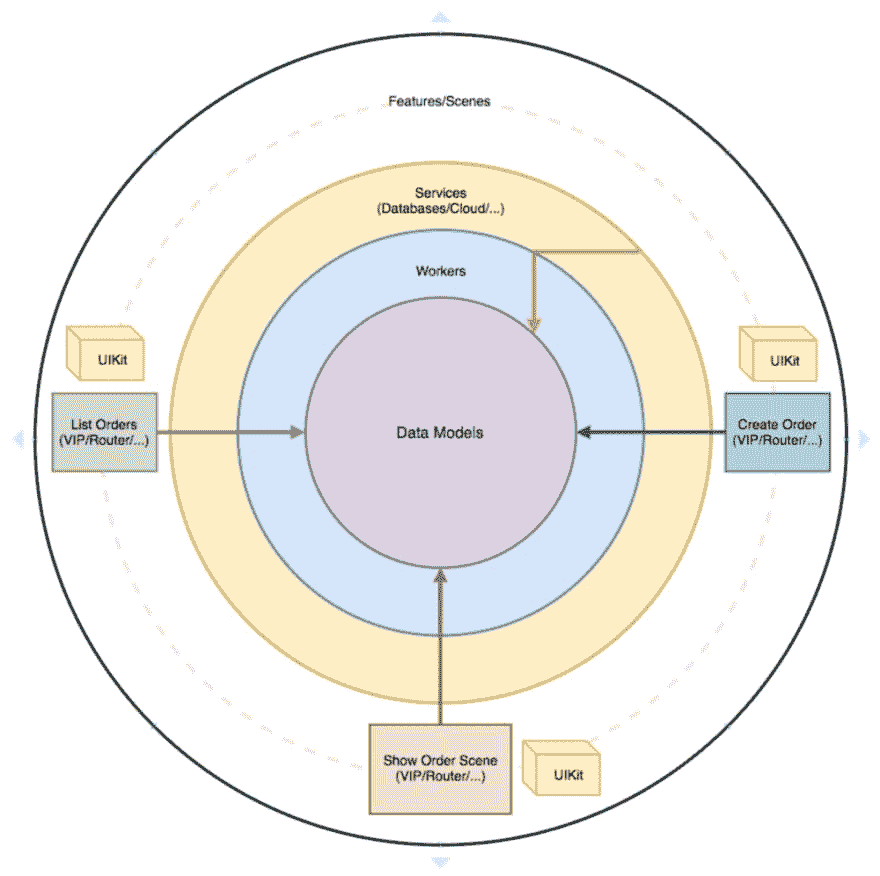 Features/Scenes
Services
(Databases/Cloud/...)
Workers
UIKit
UIKit
List Orders
(VIP/Router/...)
Data Models
Create Order
(VIP/Router/...)
Show Order Scene
(VIP/Router/...)
UIKit